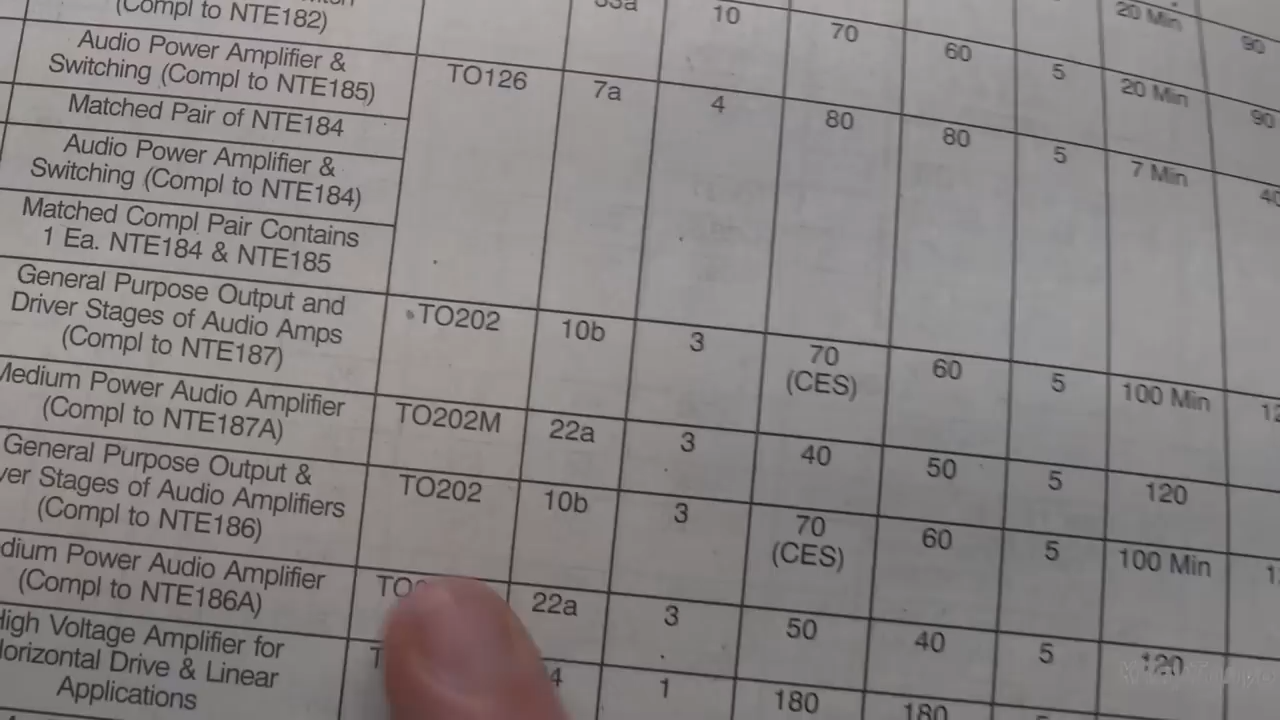 (Compl to NTE182)
10
70
60
5
20 Min
90
Audio Power Amplifier &
Switching (Compl to NTE185)
TO126
7a
4
80
80
5
20 Min
90
7 Min
Matched Pair of NTE184
Audio Power Amplifier &
Switching (Compl to NTE184)
Matched Compl Pair Contains
1 Ea. NTE184 & NTE185
General Purpose Output and
Driver Stages of Audio Amps
(Compl to NTE187)
TO202
10b
3
70
(CES)
60
5
100 Min
Medium Power Audio Amplifier
(Compl to NTE187A)
TO202M
22a
3
40
50
5
120
General Purpose Output &
Stages of Audio Amplifiers
(Compl to NTE186)
TO202
10b
3
70
(CES)
60
5
100 Min
Power Audio Amplifier
(Compl to NTE186A)
22a
3
50
40
5
120
High Voltage Amplifier for
Horizontal Drive & Linear
Applications
4
1
180
180